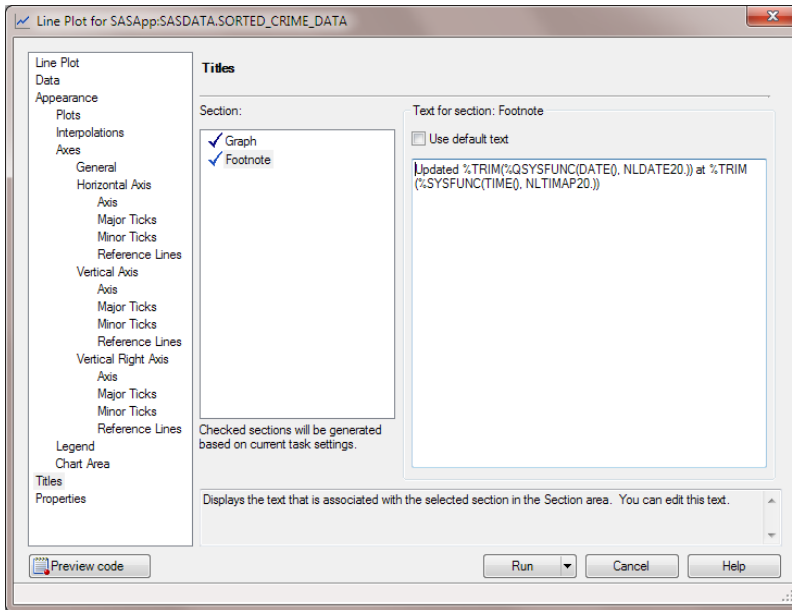 Line Plot for SASApp:SASDATA.SORTED_CRIME_DATA
Line Plot
Data
Appearance
Plots
Interpolations
Axes
General
Horizontal Axis
Axis
Major Ticks
Minor Ticks
Reference Lines
Vertical Axis
Axis
Major Ticks
Minor Ticks
Reference Lines
Vertical Right Axis
Axis
Major Ticks
Minor Ticks
Reference Lines
Legend
Chart Area
Titles
Properties
Titles
Section:
Graph
Footnote
Checked sections will be generated
based on current task settings.
Text for section: Footnote
Use default text
Updated %TRIM(%QSYSFUNC(DATE(), NLDATE20.)) at %TRIM
(%SYSFUNC(TIME(), NLTIMAP20.))
Displays the text that is associated with the selected section in the Section area. You can edit this text.
Preview code
Run
Cancel
Help